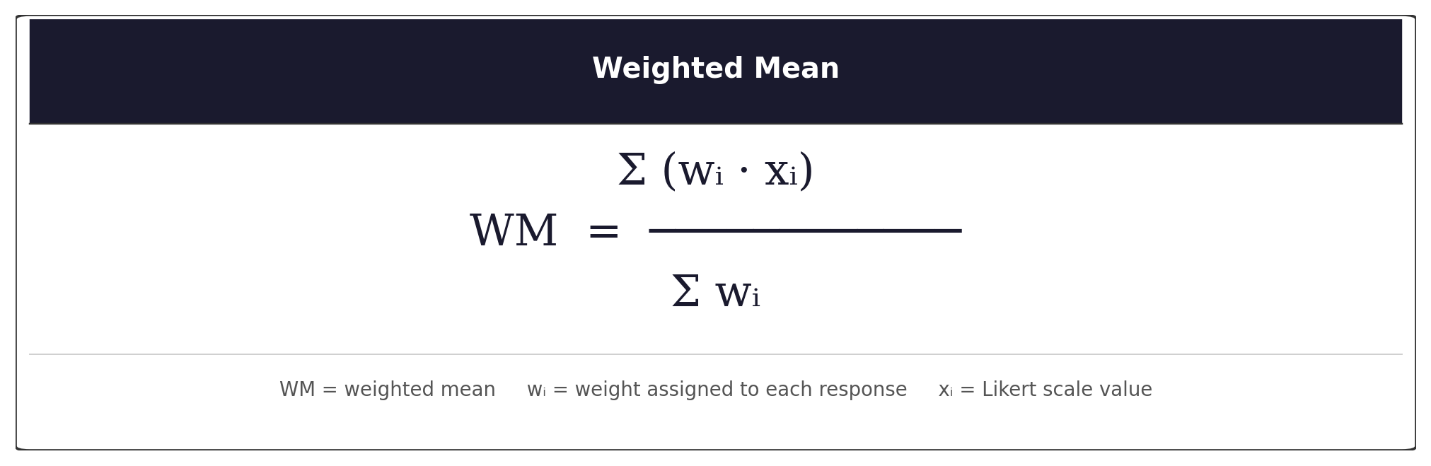 Weighted Mean
Σ (wᵢ · xᵢ)
WM =
Σ wᵢ
WM = weighted mean wᵢ = weight assigned to each response xᵢ = Likert scale value